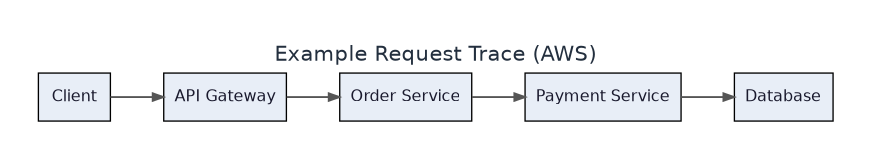 Example Request Trace (AWS)
Client
API Gateway
Order Service
Payment Service
Database